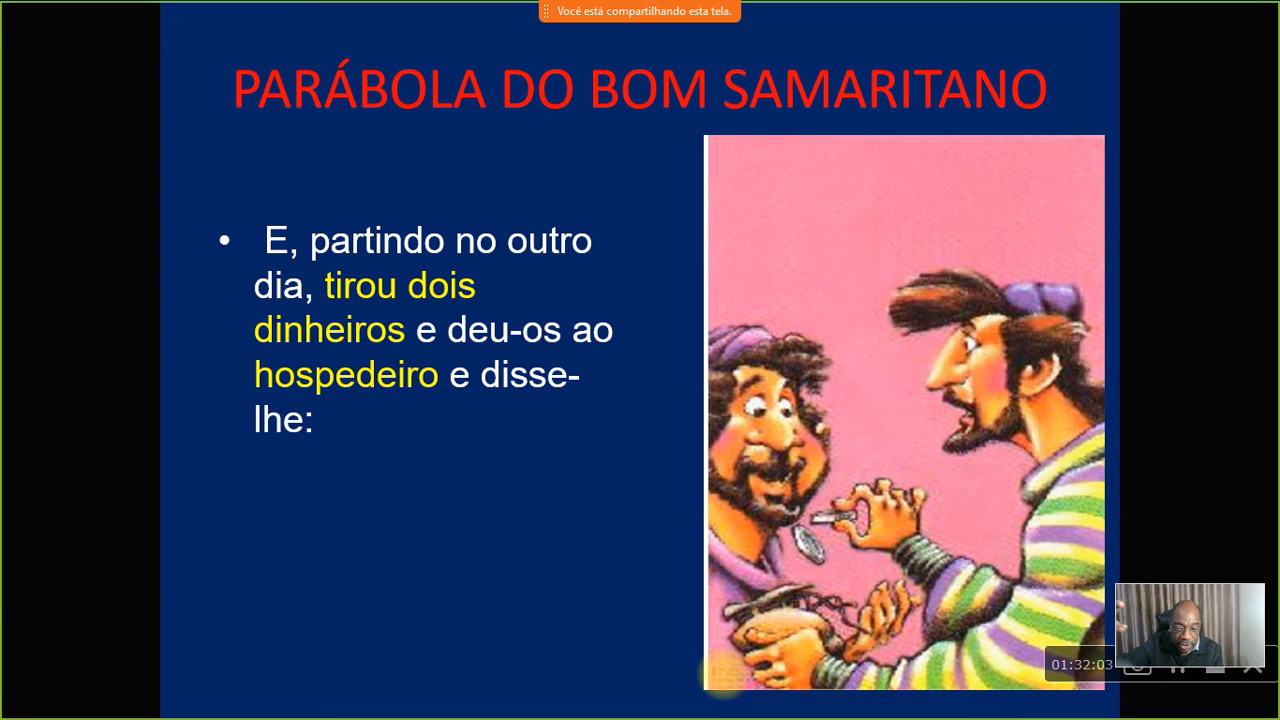 Você está compartilhando esta tela.
PARÁBOLA DO BOM SAMARITANO
• E, partindo no outro
dia, tirou dois
dinheiros e deu-os ao
hospedeiro e disse-
lhe:
01:32:03